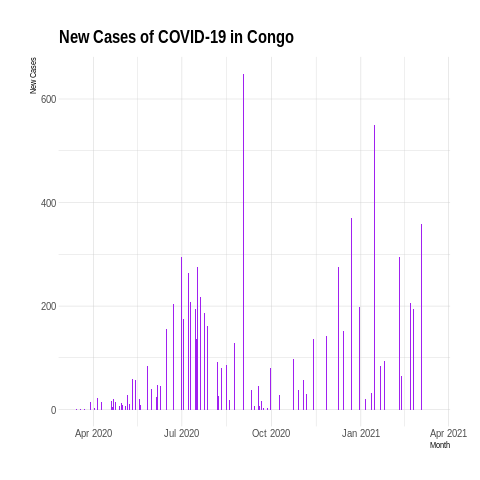 New Cases of COVID-19 in Congo
New Cases
600
400
200
0
Apr 2020
Jul 2020
Oct 2020
Jan 2021
Apr 2021
Month